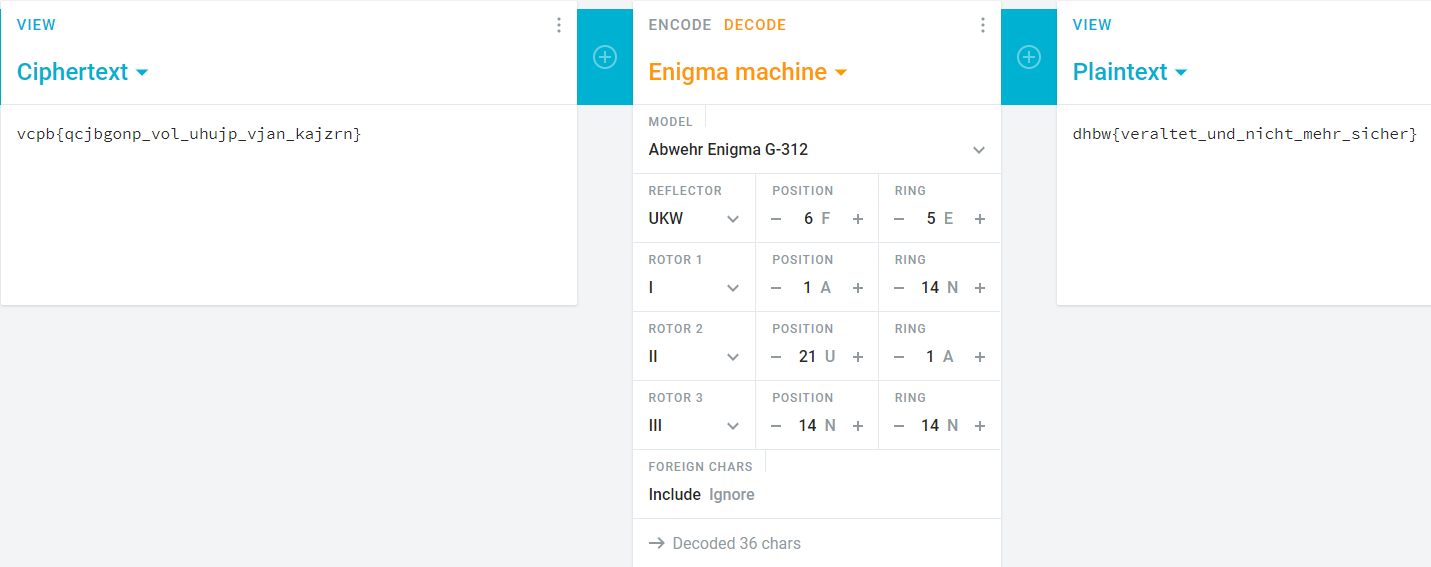 VIEW
Ciphertext
vcpb{qcjbgonp_vol_uhujp_vjan_kajzrn}
ENCODE DECODE
Enigma machine
MODEL
Abwehr Enigma G-312
REFLECTOR POSITION RING
UKW − 6 F + − 5 E +
ROTOR 1 POSITION RING
I − 1 A + − 14 N +
ROTOR 2 POSITION RING
II − 21 U + − 1 A +
ROTOR 3 POSITION RING
III − 14 N + − 14 N +
FOREIGN CHARS
Include Ignore
→ Decoded 36 chars
VIEW
Plaintext
dhbw{veraltet_und_nicht_mehr_sicher}